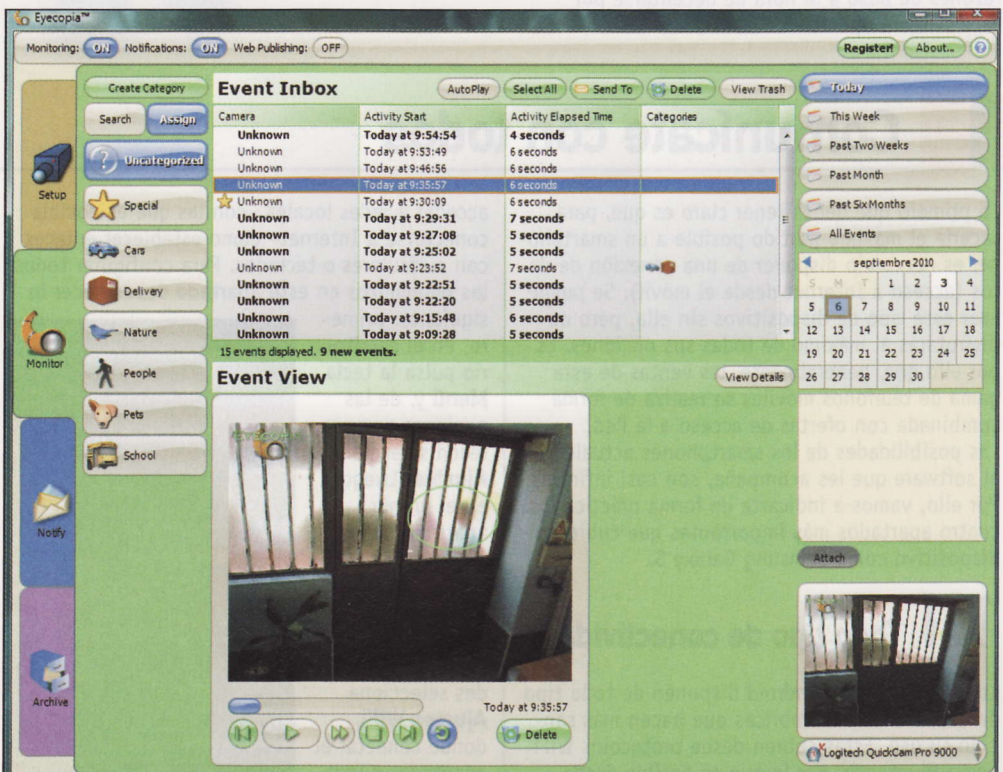 Eyecopia™
Monitoring: ON Notifications: ON Web Publishing: OFF
Register! About... ?
Create Category
Search Assign
Uncategorized
Special
Cars
Delivery
Nature
People
Pets
School
Setup
Monitor
Notify
Archive
Event Inbox
AutoPlay Select All Send To Delete View Trash
Camera Activity Start Activity Elapsed Time Categories
Unknown Today at 9:54:54 4 seconds
Unknown Today at 9:53:49 6 seconds
Unknown Today at 9:46:56 6 seconds
Unknown Today at 9:35:57 6 seconds
Unknown Today at 9:30:09 6 seconds
Unknown Today at 9:29:31 7 seconds
Unknown Today at 9:27:08 5 seconds
Unknown Today at 9:25:02 5 seconds
Unknown Today at 9:23:52 7 seconds
Unknown Today at 9:22:51 5 seconds
Unknown Today at 9:22:20 5 seconds
Unknown Today at 9:15:48 6 seconds
Unknown Today at 9:09:28 5 seconds
15 events displayed. 9 new events.
Event View
View Details
EYECOPIA
Today at 9:35:57
Delete
Today
This Week
Past Two Weeks
Past Month
Past Six Months
All Events
septiembre 2010
S M T
1 2 3 4
6 7 8 9 10 11
12 13 14 15 16 17 18
19 20 21 22 23 24 25
26 27 28 29 30
Attach
Logitech QuickCam Pro 9000